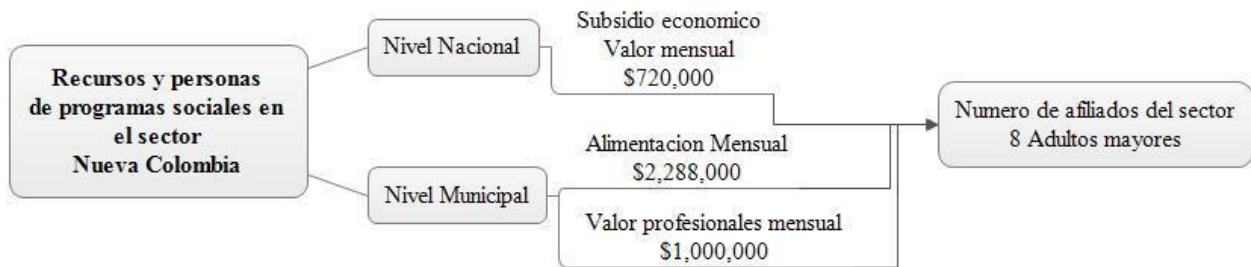 Recursos y personas
de programas sociales en
el sector
Nueva Colombia
Nivel Nacional
Subsidio economico
Valor mensual
$720,000
Nivel Municipal
Alimentacion Mensual
$2,288,000
Valor profesionales mensual
$1,000,000
Numero de afiliados del sector
8 Adultos mayores